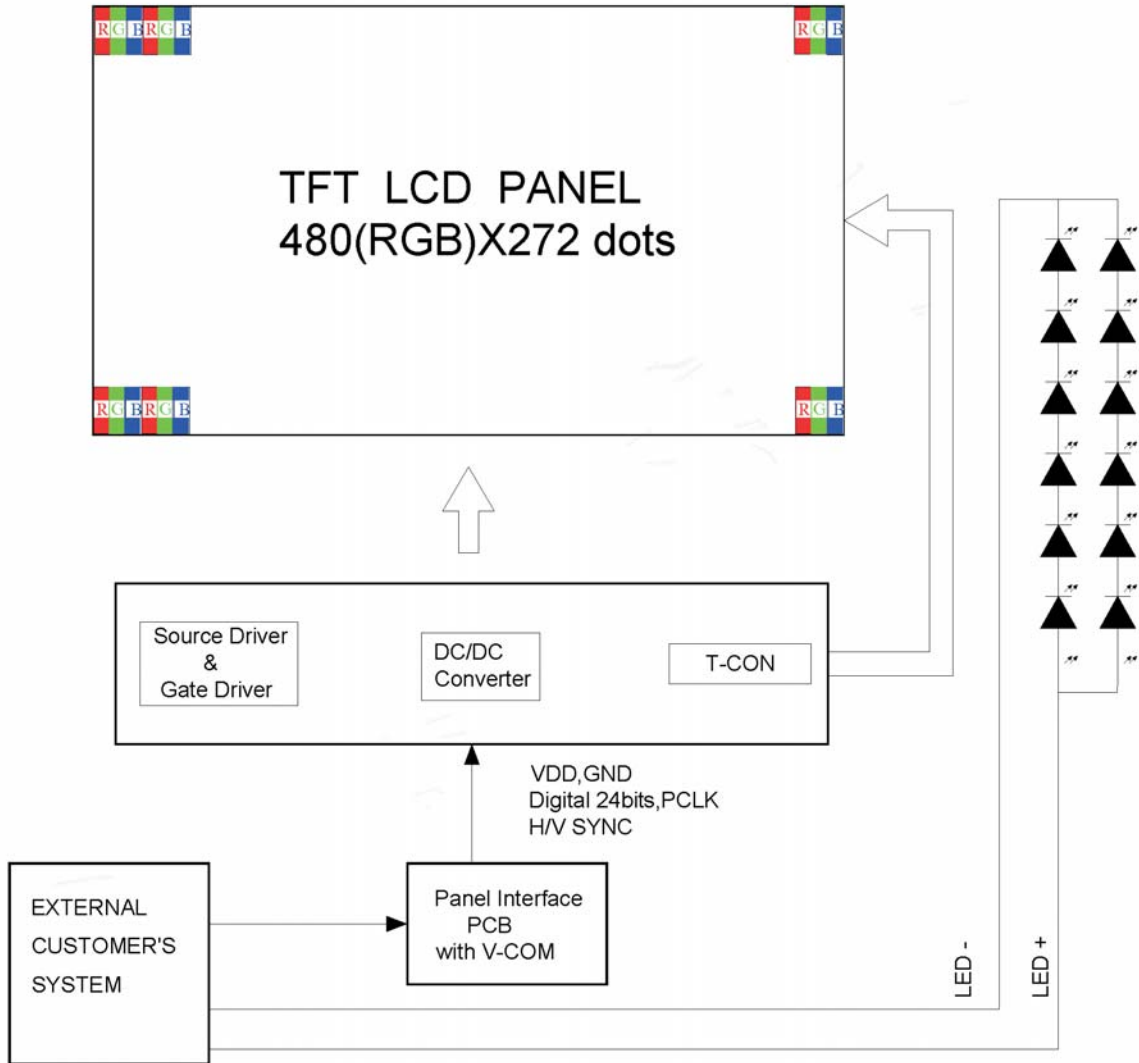 RGBRGB
RGB
TFT LCD PANEL
480(RGB)X272 dots
RGBRGB
RGB
Source Driver
&
Gate Driver
DC/DC
Converter
T-CON
VDD,GND
Digital 24bits,PCLK
H/V SYNC
EXTERNAL
CUSTOMER'S
SYSTEM
Panel Interface
PCB
with V-COM
LED -
LED +